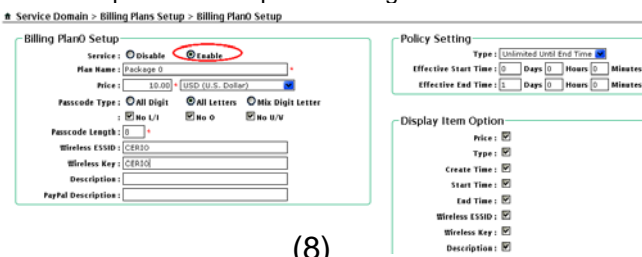 Service Domain > Billing Plans Setup > Billing Plan0 Setup
Billing Plan0 Setup
Service : Disable Enable
Plan Name : Package 0 *
Price : 10.00 * USD (U.S. Dollar)
Passcode Type : All Digit All Letters Mix Digit Letter
: No L/I No O No U/V
Passcode Length : 8 *
Wireless ESSID : CERIO
Wireless Key : CERIO
Description :
PayPal Description :
Policy Setting
Type : Unlimited Until End Time
Effective Start Time : 0 Days 0 Hours 0 Minutes
Effective End Time : 1 Days 0 Hours 0 Minutes
Display Item Option
Price :
Type :
Create Time :
Start Time :
End Time :
Wireless ESSID :
Wireless Key :
Description :
(8)